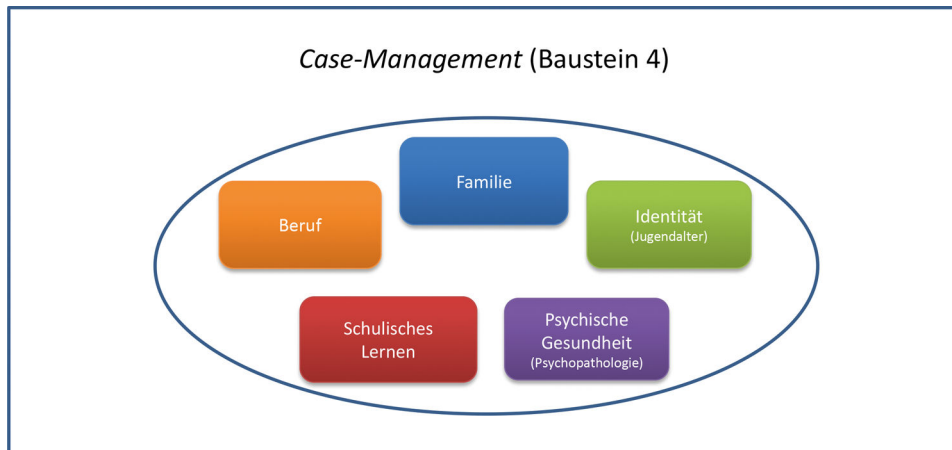 Case-Management (Baustein 4)
Familie
Beruf
Identität
(Jugendalter)
Schulisches
Lernen
Psychische
Gesundheit
(Psychopathologie)